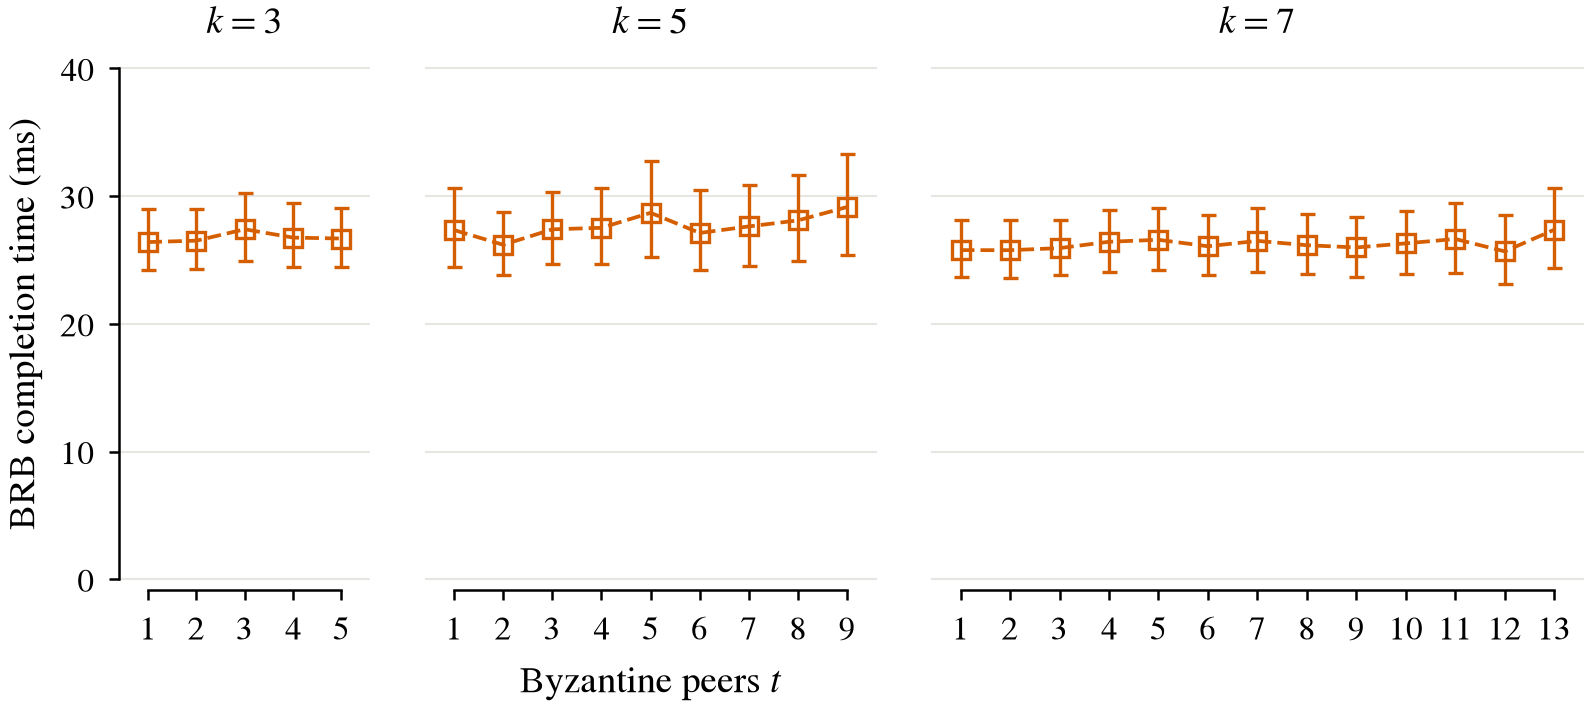 k = 3 k = 5 k = 7
BRB completion time (ms)
40
30
20
10
0
1 2 3 4 5 1 2 3 4 5 6 7 8 9 1 2 3 4 5 6 7 8 9 10 11 12 13
Byzantine peers t